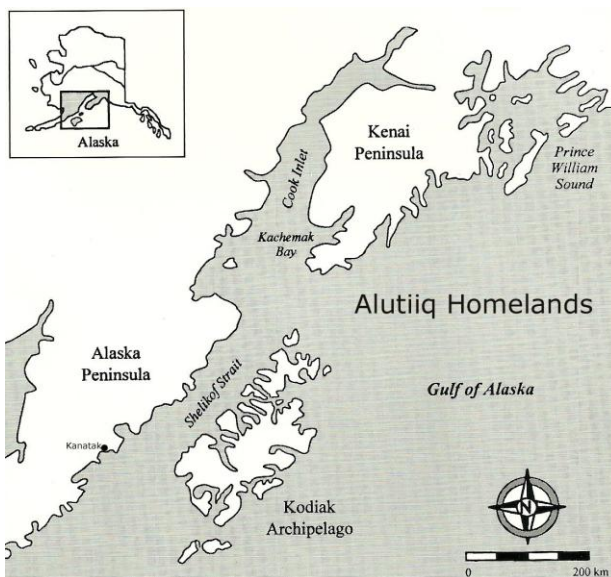 Alaska
Kenai
Peninsula
Prince
William
Sound
Cook Inlet
Kachemak
Bay
Alutiiq Homelands
Alaska
Peninsula
Shelikof Strait
Gulf of Alaska
Kanatak
Kodiak
Archipelago
N
0 200 km